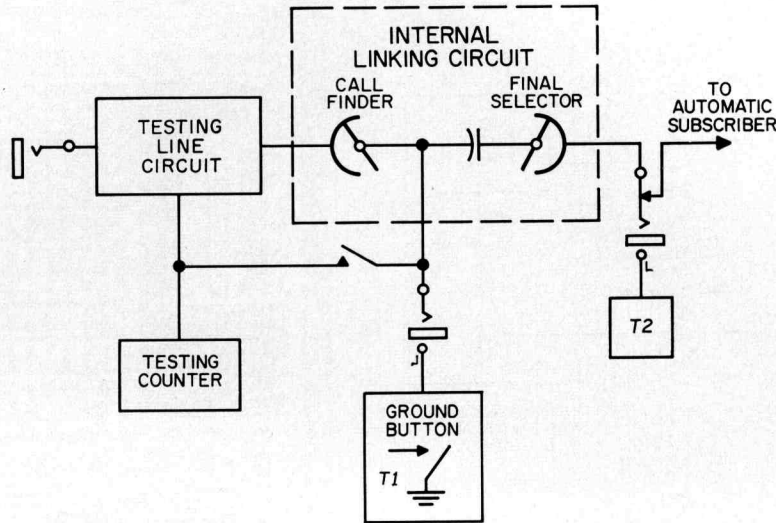 INTERNAL
LINKING CIRCUIT
CALL
FINDER
FINAL
SELECTOR
TO
AUTOMATIC
SUBSCRIBER
TESTING
LINE
CIRCUIT
TESTING
COUNTER
GROUND
BUTTON
T1
T2